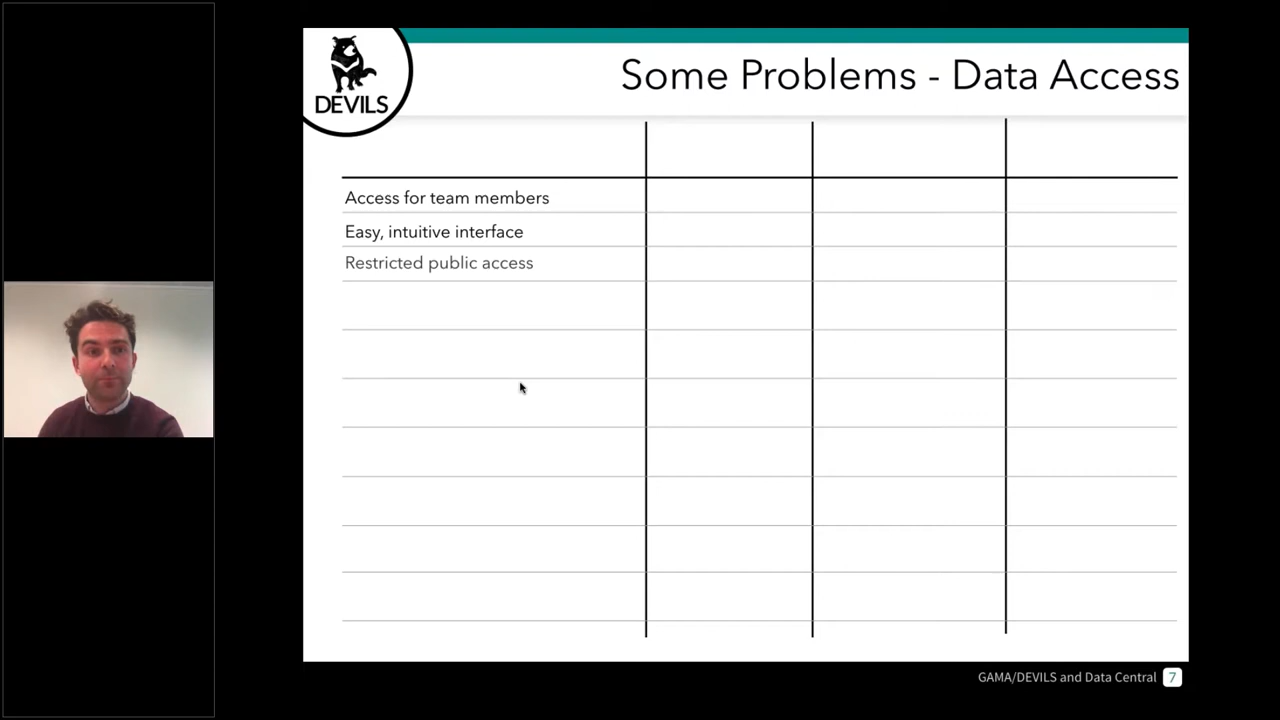 DEVILS
Some Problems - Data Access
Access for team members
Easy, intuitive interface
Restricted public access
GAMA/DEVILS and Data Central 7